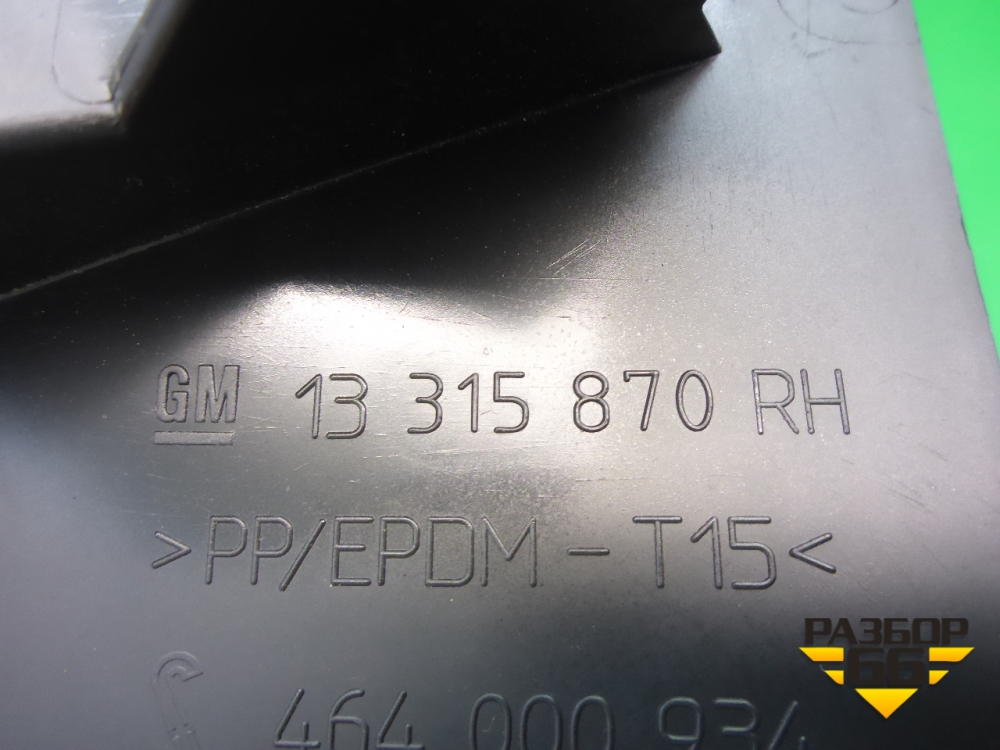 GM 13 315 870 RH
>PP/EPDM-T15<
464 000 934
РАЗБОР
66